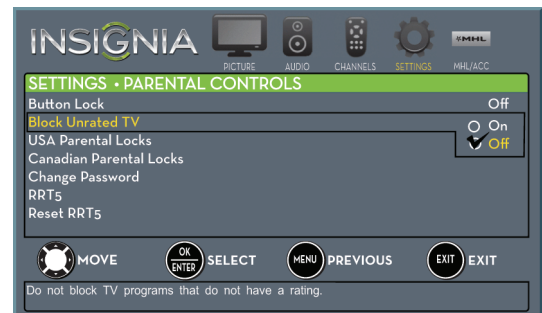 INSIGNIA
PICTURE AUDIO CHANNELS SETTINGS MHL/ACC
MHL
SETTINGS • PARENTAL CONTROLS
Button Lock Off
Block Unrated TV On
USA Parental Locks Off
Canadian Parental Locks
Change Password
RRT5
Reset RRT5
MOVE OK ENTER SELECT MENU PREVIOUS EXIT EXIT
Do not block TV programs that do not have a rating.